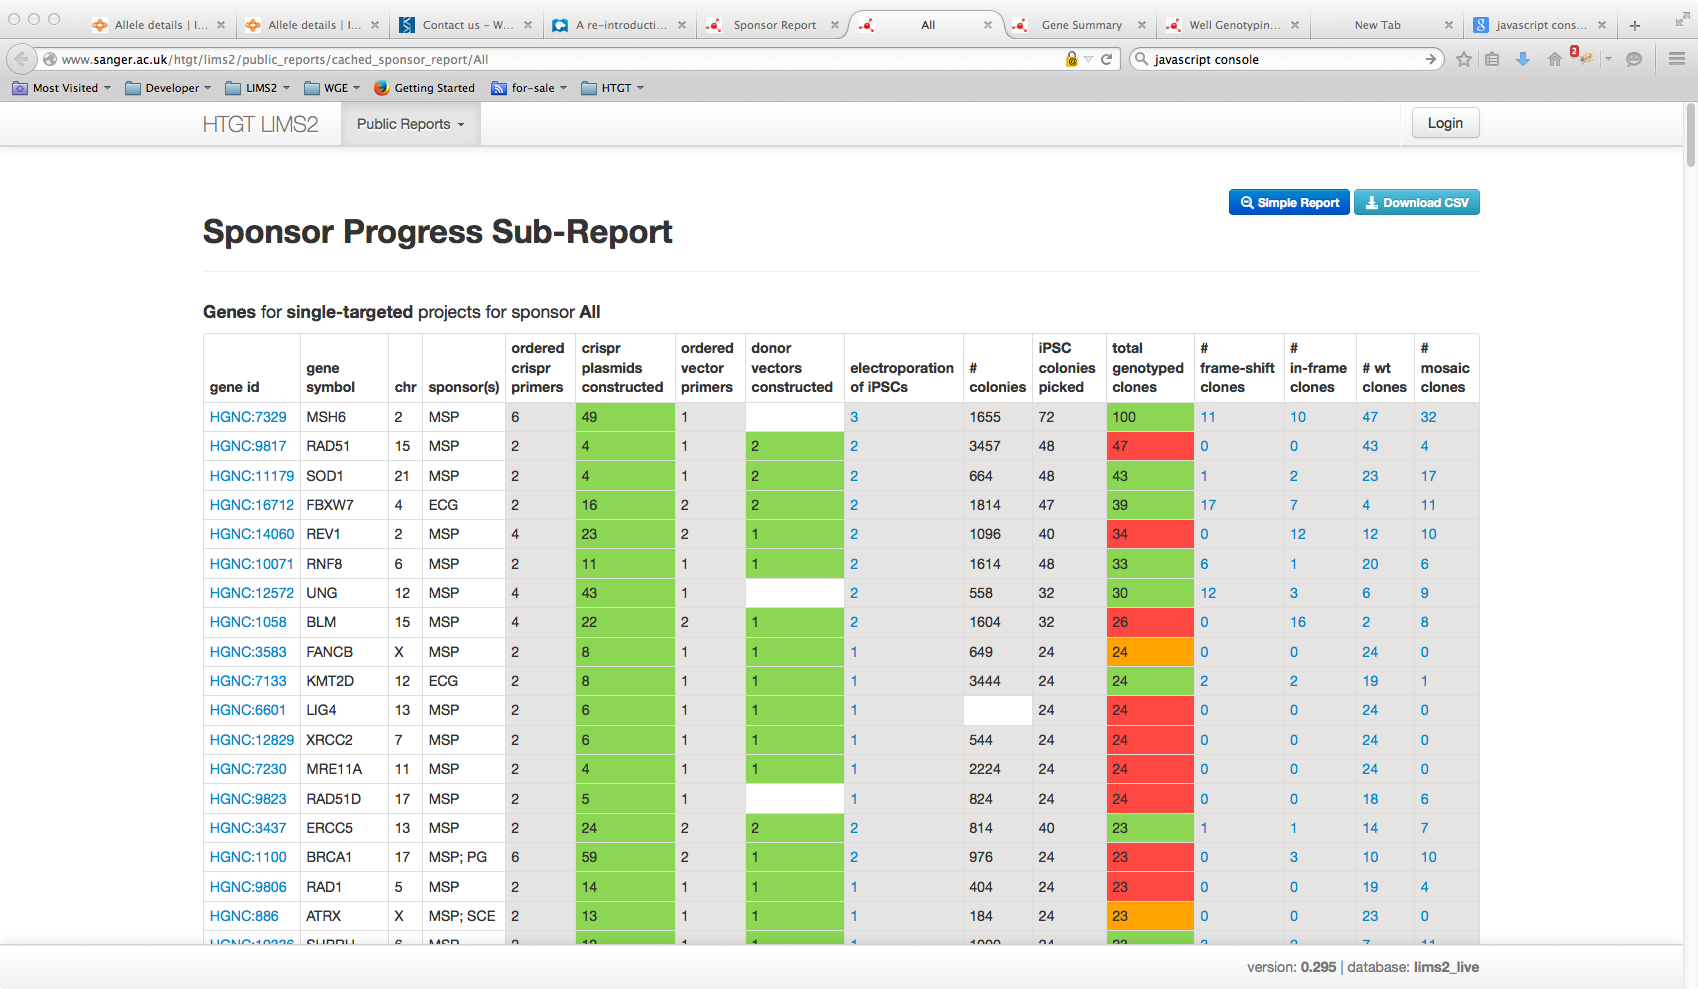 Allele details | I...
Allele details | I...
Contact us – W...
A re-introducti...
Sponsor Report
All
Gene Summary
Well Genotypin...
New Tab
javascript cons...
www.sanger.ac.uk/htgt/lims2/public_reports/cached_sponsor_report/All
javascript console
2
Most Visited
Developer
LIMS2
WGE
Getting Started
for-sale
HTGT
HTGT LIMS2
Public Reports
Login
Simple Report
Download CSV
Sponsor Progress Sub-Report
Genes for single-targeted projects for sponsor All
gene id gene symbol chr sponsor(s) ordered crispr primers crispr plasmids constructed ordered vector primers donor vectors constructed electroporation of iPSCs # colonies iPSC colonies picked total genotyped clones # frame-shift clones # in-frame clones # wt clones # mosaic clones
HGNC:7329 MSH6 2 MSP 6 49 1 3 1655 72 100 11 10 47 32
HGNC:9817 RAD51 15 MSP 2 4 1 2 2 3457 48 47 0 0 43 4
HGNC:11179 SOD1 21 MSP 2 4 1 2 2 664 48 43 1 2 23 17
HGNC:16712 FBXW7 4 ECG 2 16 2 2 2 1814 47 39 17 7 4 11
HGNC:14060 REV1 2 MSP 4 23 2 1 2 1096 40 34 0 12 12 10
HGNC:10071 RNF8 6 MSP 2 11 1 1 2 1614 48 33 6 1 20 6
HGNC:12572 UNG 12 MSP 4 43 1 2 558 32 30 12 3 6 9
HGNC:1058 BLM 15 MSP 4 22 2 1 2 1604 32 26 0 16 2 8
HGNC:3583 FANCB X MSP 2 8 1 1 1 649 24 24 0 0 24 0
HGNC:7133 KMT2D 12 ECG 2 8 1 1 1 3444 24 24 2 2 19 1
HGNC:6601 LIG4 13 MSP 2 6 1 1 1 24 24 0 0 24 0
HGNC:12829 XRCC2 7 MSP 2 6 1 1 1 544 24 24 0 0 24 0
HGNC:7230 MRE11A 11 MSP 2 4 1 1 1 2224 24 24 0 0 24 0
HGNC:9823 RAD51D 17 MSP 2 5 1 1 824 24 24 0 0 18 6
HGNC:3437 ERCC5 13 MSP 2 24 2 2 2 814 40 23 1 1 14 7
HGNC:1100 BRCA1 17 MSP; PG 6 59 2 1 2 976 24 23 0 3 10 10
HGNC:9806 RAD1 5 MSP 2 14 1 1 1 404 24 23 0 0 19 4
HGNC:886 ATRX X MSP; SCE 2 13 1 1 1 184 24 23 0 0 23 0
version: 0.295 | database: lims2_live